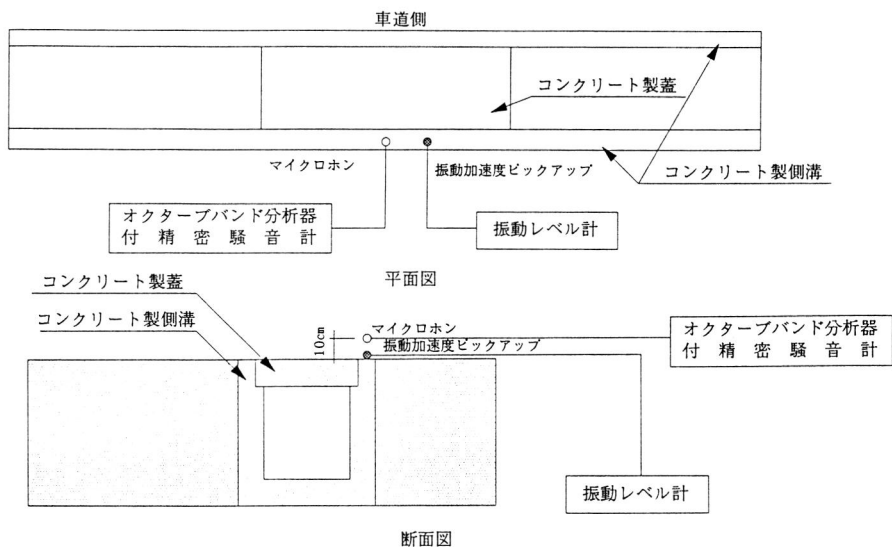 車道側
コンクリート製蓋
マイクロホン
振動加速度ピックアップ
コンクリート製側溝
オクターブバンド分析器
付精密騒音計
振動レベル計
平面図
コンクリート製蓋
コンクリート製側溝
10cm
マイクロホン
振動加速度ピックアップ
オクターブバンド分析器
付精密騒音計
振動レベル計
断面図